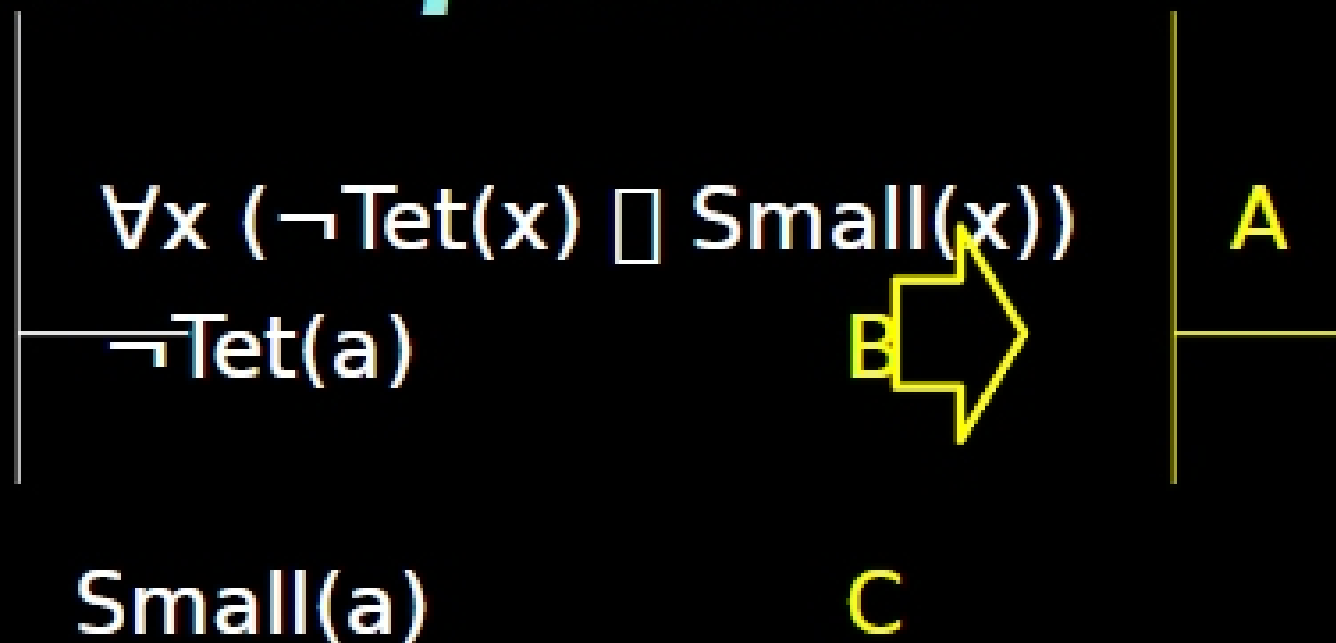 ∀x (¬Tet(x) ▯ Small(x)) A
¬Tet(a) B
Small(a) C